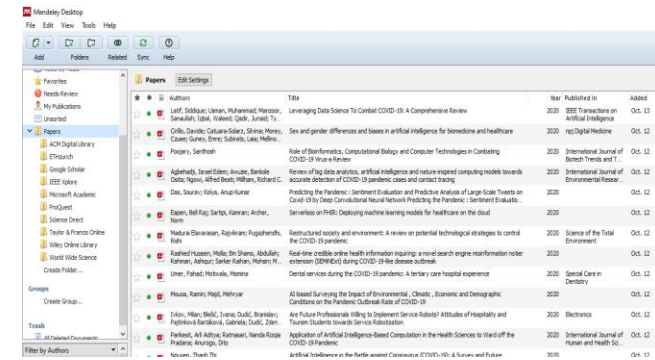 Mendeley Desktop
File Edit View Tools Help
Add Folders Related Sync Help
Favorites
Needs Review
My Publications
Unsorted
Papers
ACM Digital Library
ETHzurich
Google Scholar
IEEE Xplore
Microsoft Academic
ProQuest
Science Direct
Taylor & Francis Online
Wiley Online Library
World Wide Science
Create Folder...
Groups
Create Group...
Trash
All Deleted Documents
Filter by Authors
Papers Edit Settings
Authors Title Year Published In Added
Latif, Siddique; Usman, Muhammad; Manzoor, Leveraging Data Science To Combat COVID-19: A Comprehensive Review 2020 IEEE Transactions on Oct. 13
Sanaullah; Iqbal, Waleed; Qadir, Junaid; Ty... Artificial Intelligence
Cirillo, Davide; Catuara-Solarz, Silvina; Morey, Sex and gender differences and biases in artificial intelligence for biomedicine and healthcare 2020 npj Digital Medicine Oct. 12
Czuee; Guney, Emre; Subirats, Laia; Mellino...
Poojary, Santhosh Role of Bioinformatics, Computational Biology and Computer Technologies in Combating 2020 International Journal of Oct. 12
COVID-19 Virus-a Review Biotech Trends and T...
Agbehadji, Israel Edem; Awuzie, Bankole Review of big data analytics, artificial intelligence and nature-inspired computing models towards 2020 International Journal of Oct. 12
Osita; Ngowi, Alfred Beati; Millham, Richard C. accurate detection of COVID-19 pandemic cases and contact tracing Environmental Resear...
Das, Sourav; Kolya, Anup Kumar Predicting the Pandemic : Sentiment Evaluation and Predictive Analysis of Large-Scale Tweets on 2020 Oct. 12
Covid-19 by Deep Convolutional Neural Network Predicting the Pandemic : Sentiment Evaluatio...
Eapen, Bell Raj; Sartipi, Kamran; Archer, Serverless on FHIR: Deploying machine learning models for healthcare on the cloud 2020 Oct. 12
Norm
Madurai Elavarasan, Rajvikram; Pugazhendhi, Restructured society and environment: A review on potential technological strategies to control 2020 Science of the Total Oct. 12
Rishi the COVID-19 pandemic Environment
Rashed Hussein, Molla; Bin Shams, Abdullah; Real-time credible online health information inquiring: a novel search engine misinformation notifier 2020 Oct. 12
Rahman, Ashiqur; Sarker Raihan, Mohsin; M... extension (SEMiNExt) during COVID-19-like disease outbreak
Umer, Fahad; Motiwala, Momina Dental services during the COVID-19 pandemic: A tertiary care hospital experience 2020 Special Care in Oct. 12
Dentistry
Mousa, Ramin; Majd, Mehryar AI-based Surveying the Impact of Environmental , Climatic , Economic and Demographic 2020 Oct. 12
Conditions on the Pandemic Outbreak Rate of COVID-19
Ivkov, Milan; Blešić, Ivana; Dudić, Branislav; Are Future Professionals Willing to Implement Service Robots? Attitudes of Hospitality and 2020 Electronics Oct. 12
Pajtinková Bartáková, Gabriela; Dudić, Zden... Tourism Students towards Service Robotization
Parikesit, Arli Aditya; Ratnasari, Nanda Rizqia Application of Artificial Intelligence-Based Computation in the Health Sciences to Ward off the 2020 International Journal of Oct. 12
Pradana; Anurogo, Dito COVID-19 Pandemic Human and Health So...
Nguyen, Thanh Thi Artificial Intelligence in the Battle against Coronavirus (COVID-19): A Survey and Future 2020 Oct. 12